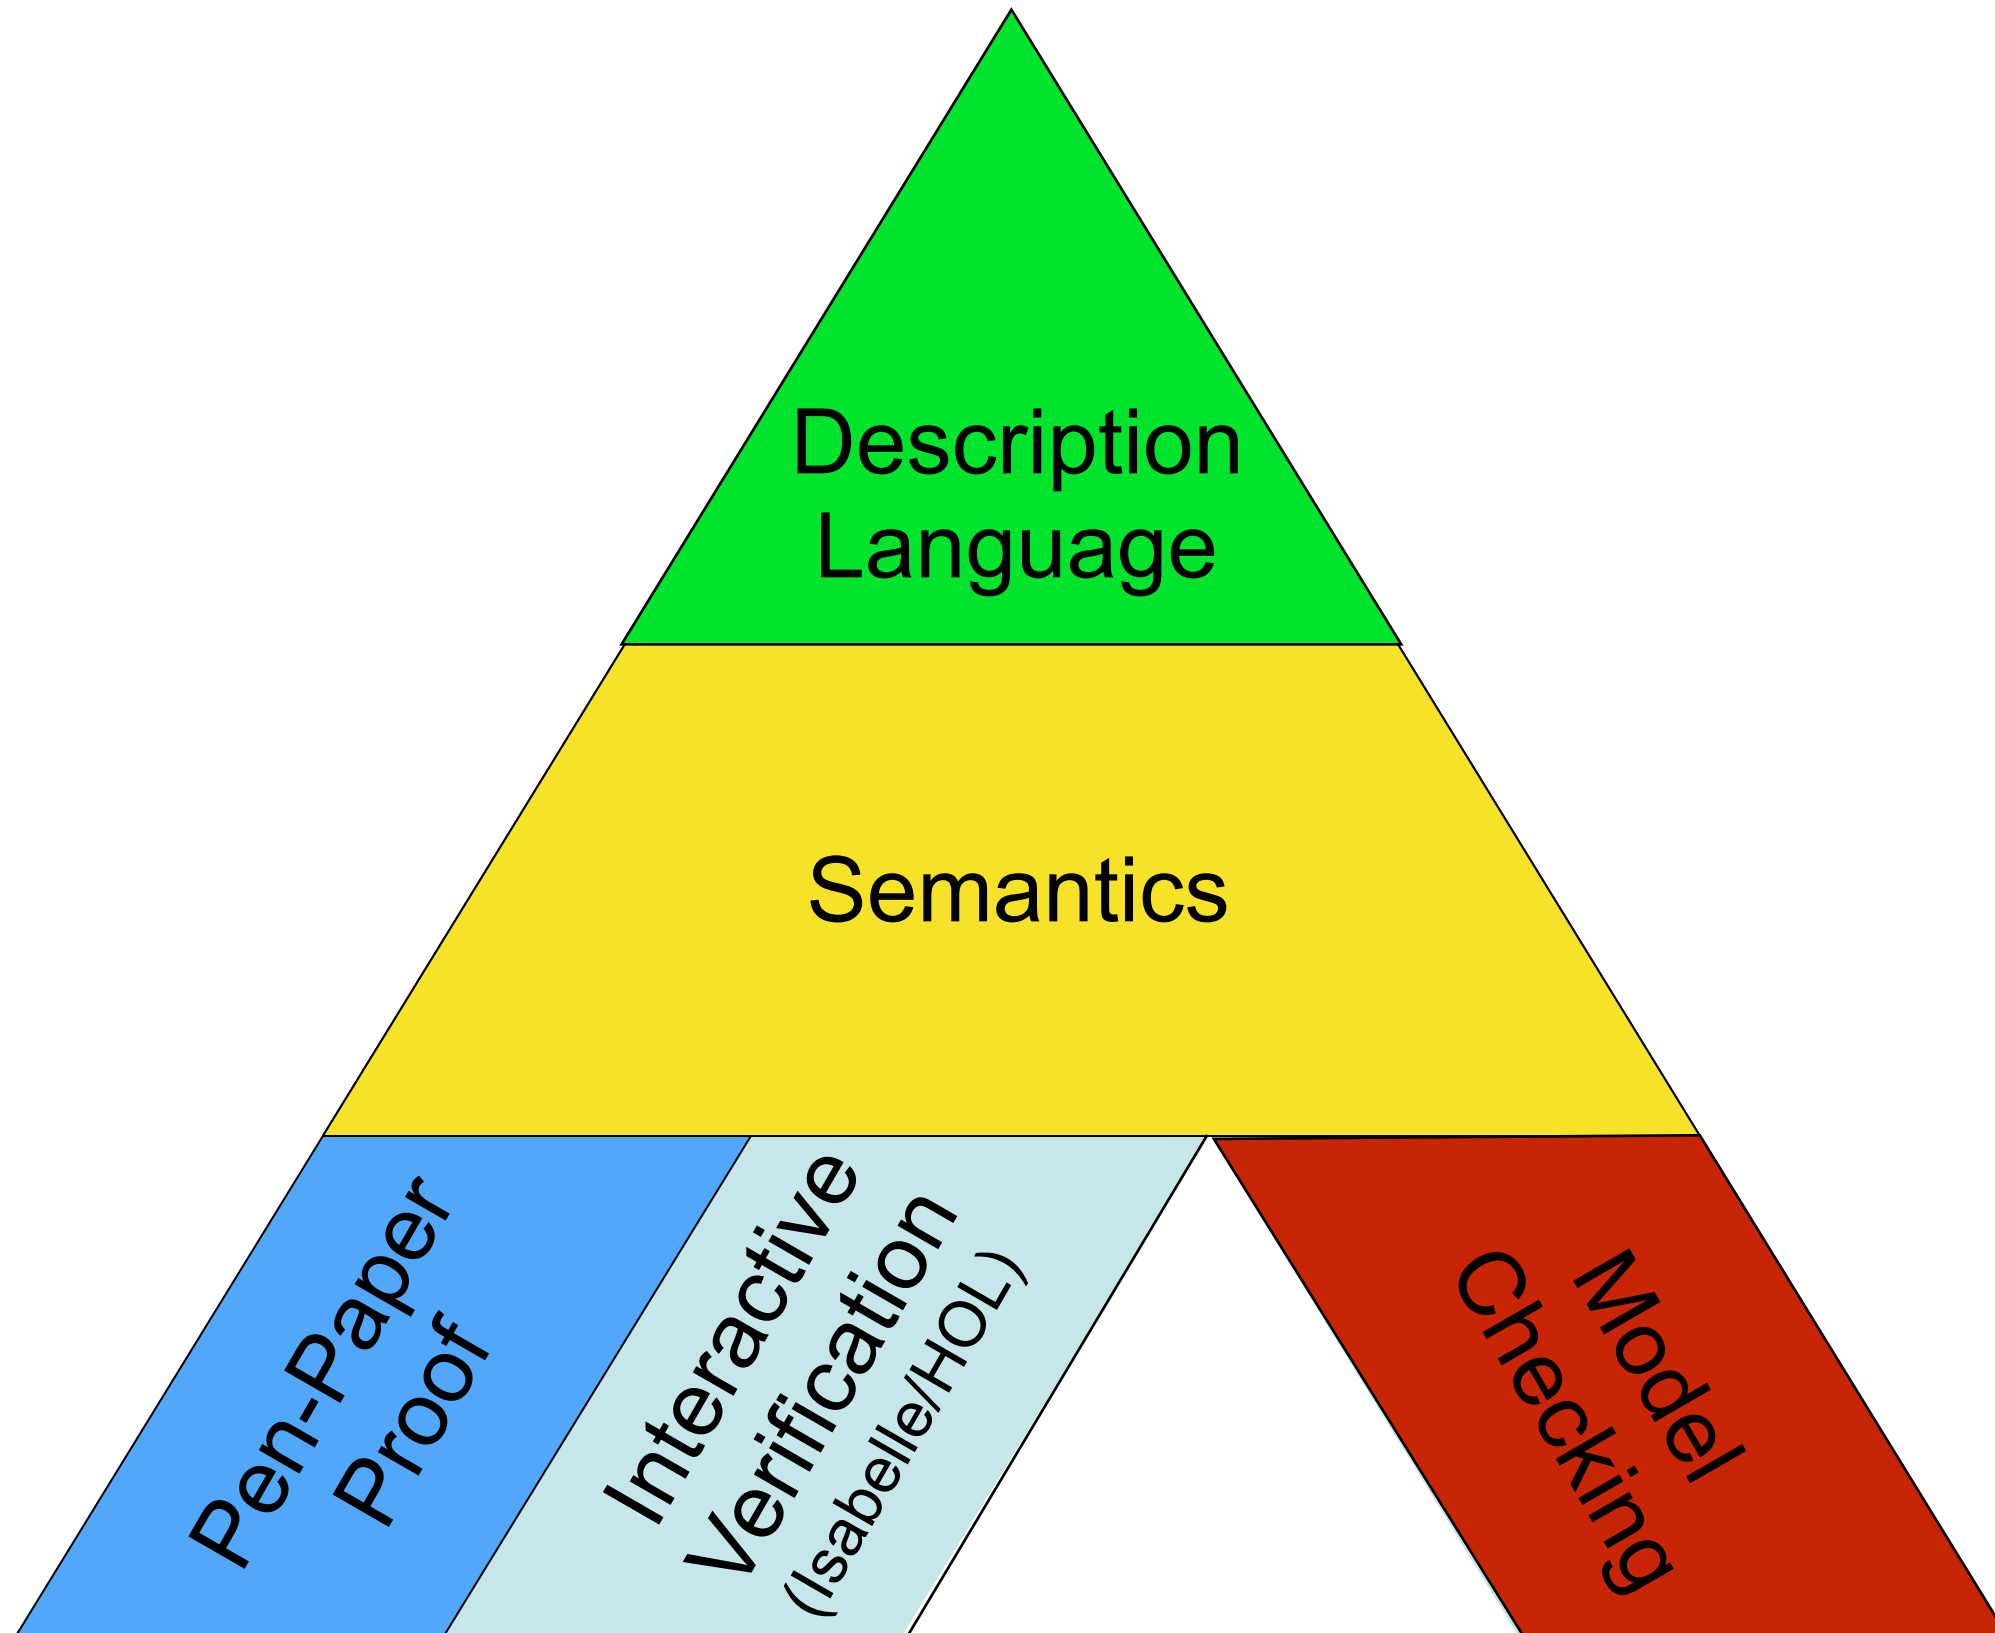 Description
Language
Semantics
Pen-Paper
Proof
Interactive
Verification
(Isabelle/HOL)
Model
Checking